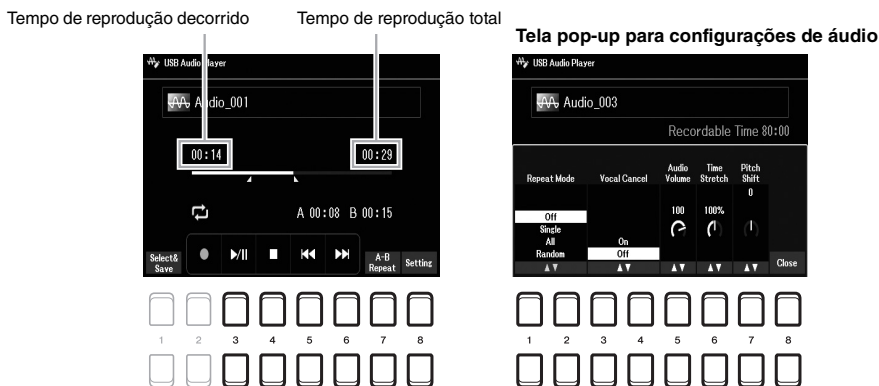 Tempo de reprodução decorrido
Tempo de reprodução total
USB Audio Player
Audio_001
00:14
00:29
A 00:08 B 00:15
Select&
Save
A-B
Repeat
Setting
1 2 3 4 5 6 7 8
Tela pop-up para configurações de áudio
USB Audio Player
Audio_003
Recordable Time 80:00
Repeat Mode
Vocal Cancel
Audio
Volume
Time
Stretch
Pitch
Shift
0
100
100%
Off
Single
All
Random
On
Off
Close
1 2 3 4 5 6 7 8